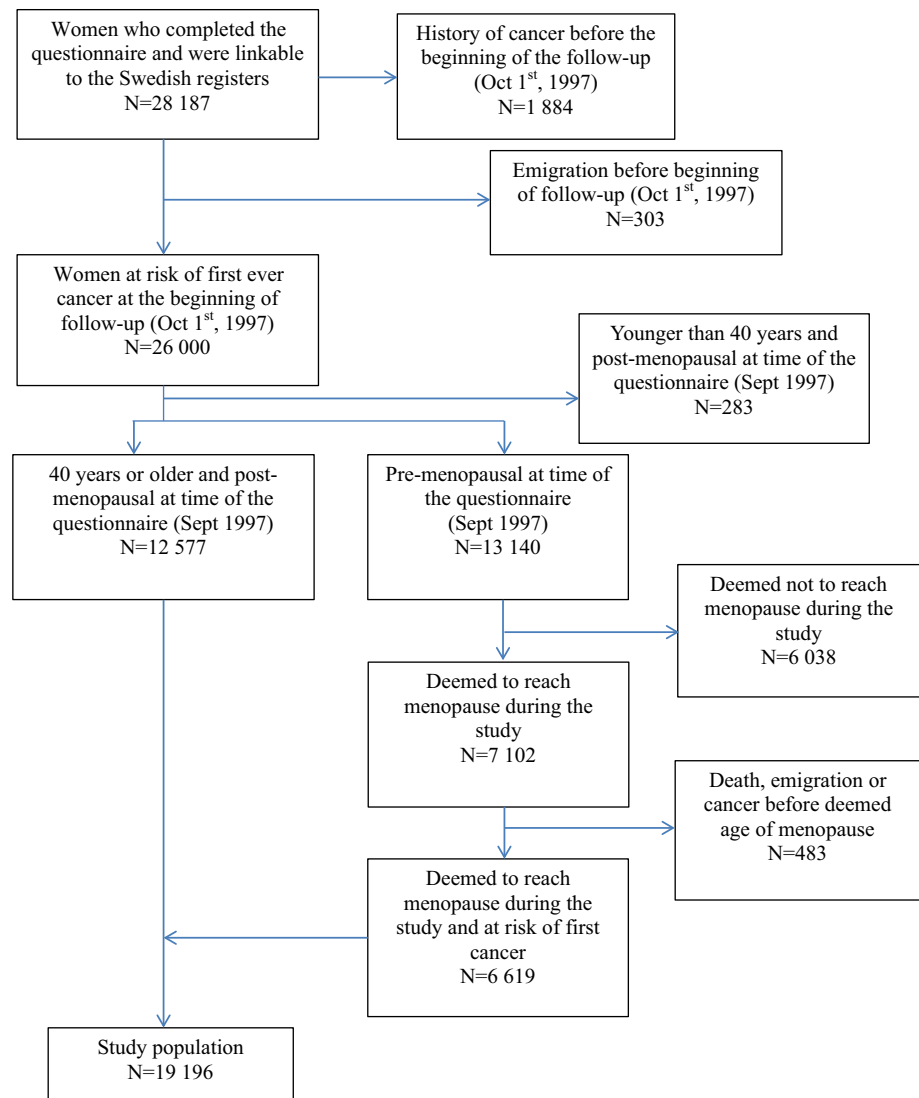 Women who completed the
questionnaire and were linkable
to the Swedish registers
N=28 187
History of cancer before the
beginning of the follow-up
(Oct 1st, 1997)
N=1 884
Emigration before beginning
of follow-up (Oct 1st, 1997)
N=303
Women at risk of first ever
cancer at the beginning of
follow-up (Oct 1st, 1997)
N=26 000
Younger than 40 years and
post-menopausal at time of the
questionnaire (Sept 1997)
N=283
40 years or older and post-
menopausal at time of the
questionnaire (Sept 1997)
N=12 577
Pre-menopausal at time of
the questionnaire
(Sept 1997)
N=13 140
Deemed not to reach
menopause during the
study
N=6 038
Deemed to reach
menopause during the
study
N=7 102
Death, emigration or
cancer before deemed
age of menopause
N=483
Deemed to reach
menopause during the
study and at risk of first
cancer
N=6 619
Study population
N=19 196